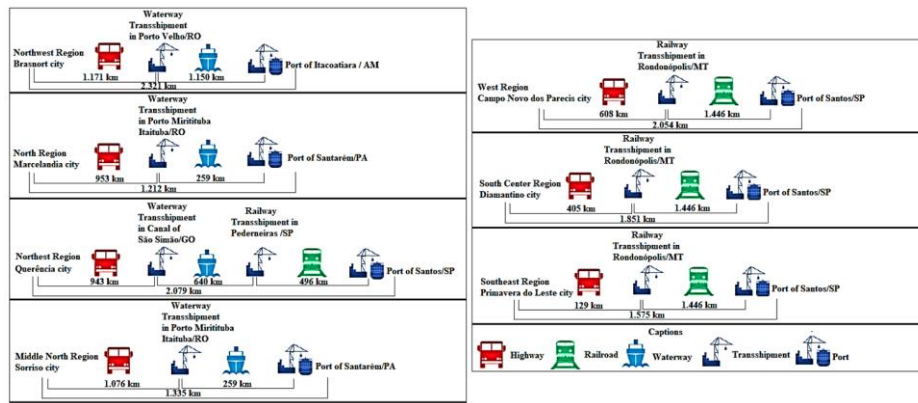 Waterway
Transshipment
in Porto Velho/RO
Northwest Region
Brasnort city
Port of Itacoatiara / AM
1.171 km
1.150 km
2.321 km
Waterway
Transshipment
in Porto Miritituba
Itaituba/RO
North Region
Marcelandia city
Port of Santarém/PA
953 km
259 km
1.212 km
Waterway
Transshipment
in Canal of
São Simão/GO
Railway
Transshipment in
Pederneiras /SP
Northest Region
Querência city
Port of Santos/SP
943 km
640 km
496 km
2.079 km
Waterway
Transshipment
in Porto Miritituba
Itaituba/RO
Middle North Region
Sorriso city
Port of Santarém/PA
1.076 km
259 km
1.335 km
Railway
Transshipment in
Rondonópolis/MT
West Region
Campo Novo dos Parecis city
Port of Santos/SP
608 km
1.446 km
2.054 km
Railway
Transshipment in
Rondonópolis/MT
South Center Region
Diamantino city
Port of Santos/SP
405 km
1.446 km
1.851 km
Railway
Transshipment in
Rondonópolis/MT
Southeast Region
Primavera do Leste city
Port of Santos/SP
129 km
1.446 km
1.575 km
Captions
Highway
Railroad
Waterway
Transshipment
Port